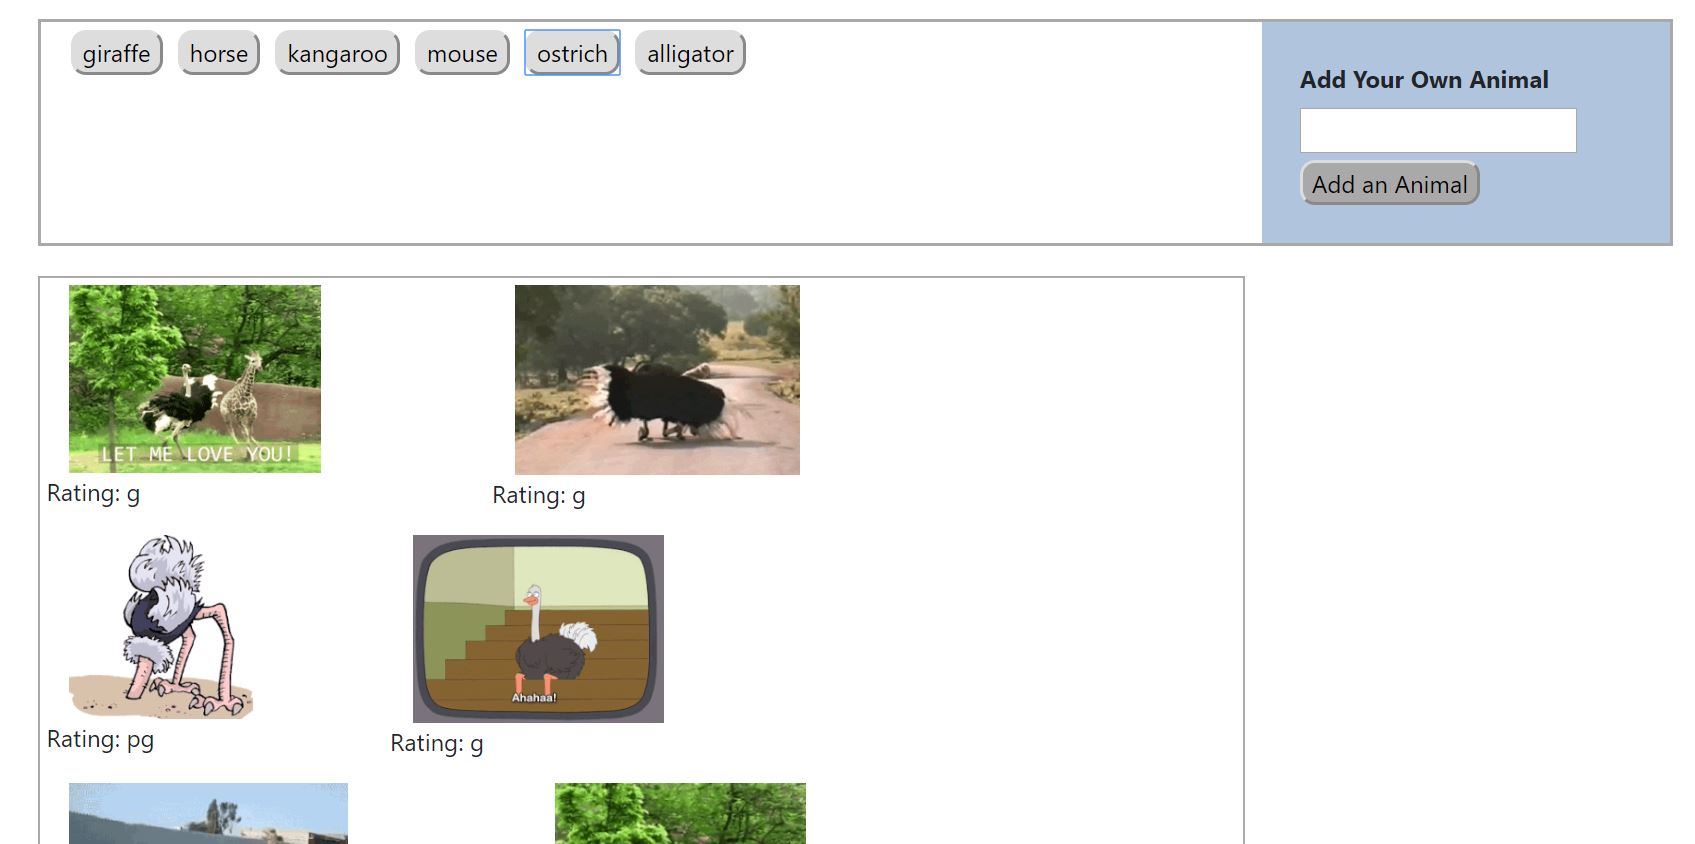 giraffe horse kangaroo mouse ostrich alligator
Add Your Own Animal
Add an Animal
LET ME LOVE YOU!
Rating: g
Rating: g
Ahahaa!
Rating: pg
Rating: g